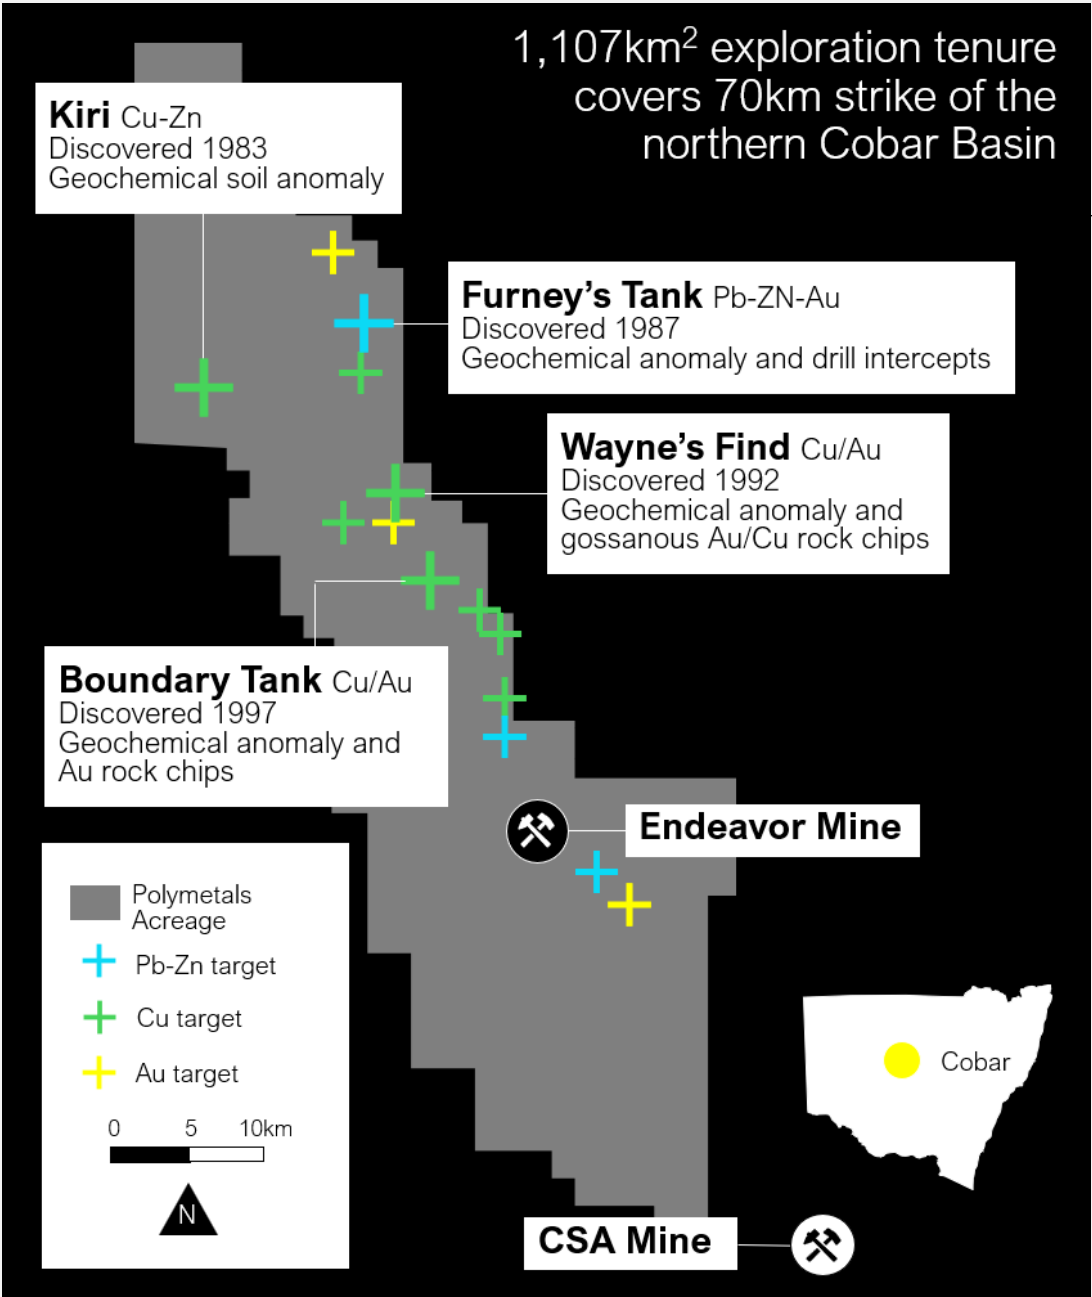 1,107km² exploration tenure
covers 70km strike of the
northern Cobar Basin
Kiri Cu-Zn
Discovered 1983
Geochemical soil anomaly
Furney's Tank Pb-ZN-Au
Discovered 1987
Geochemical anomaly and drill intercepts
Wayne's Find Cu/Au
Discovered 1992
Geochemical anomaly and
gossanous Au/Cu rock chips
Boundary Tank Cu/Au
Discovered 1997
Geochemical anomaly and
Au rock chips
Endeavor Mine
Polymetals
Acreage
Pb-Zn target
Cu target
Au target
0 5 10km
N
Cobar
CSA Mine